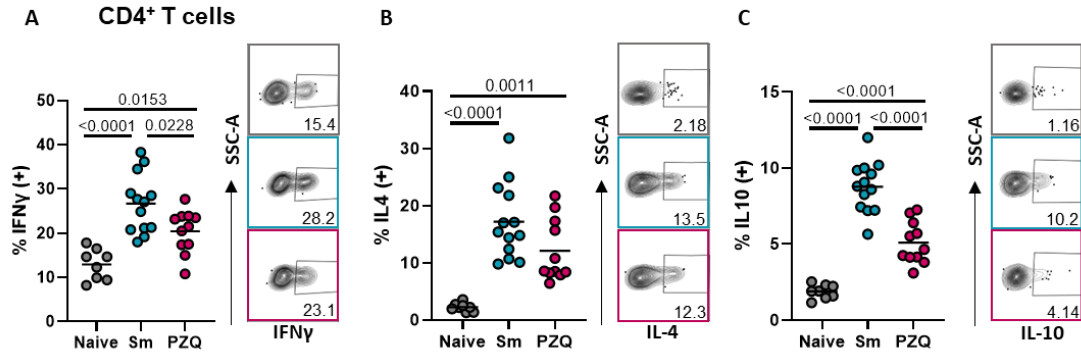 A CD4⁺ T cells
% IFNγ (+)
50
40
30
20
10
0
0.0153
<0.0001 0.0228
Naive Sm PZQ
SSC-A
15.4
28.2
23.1
IFNγ
B
% IL4 (+)
40
30
20
10
0
0.0011
<0.0001
Naive Sm PZQ
SSC-A
2.18
13.5
12.3
IL-4
C
% IL10 (+)
15
10
5
0
<0.0001
<0.0001 <0.0001
Naive Sm PZQ
SSC-A
1.16
10.2
4.14
IL-10